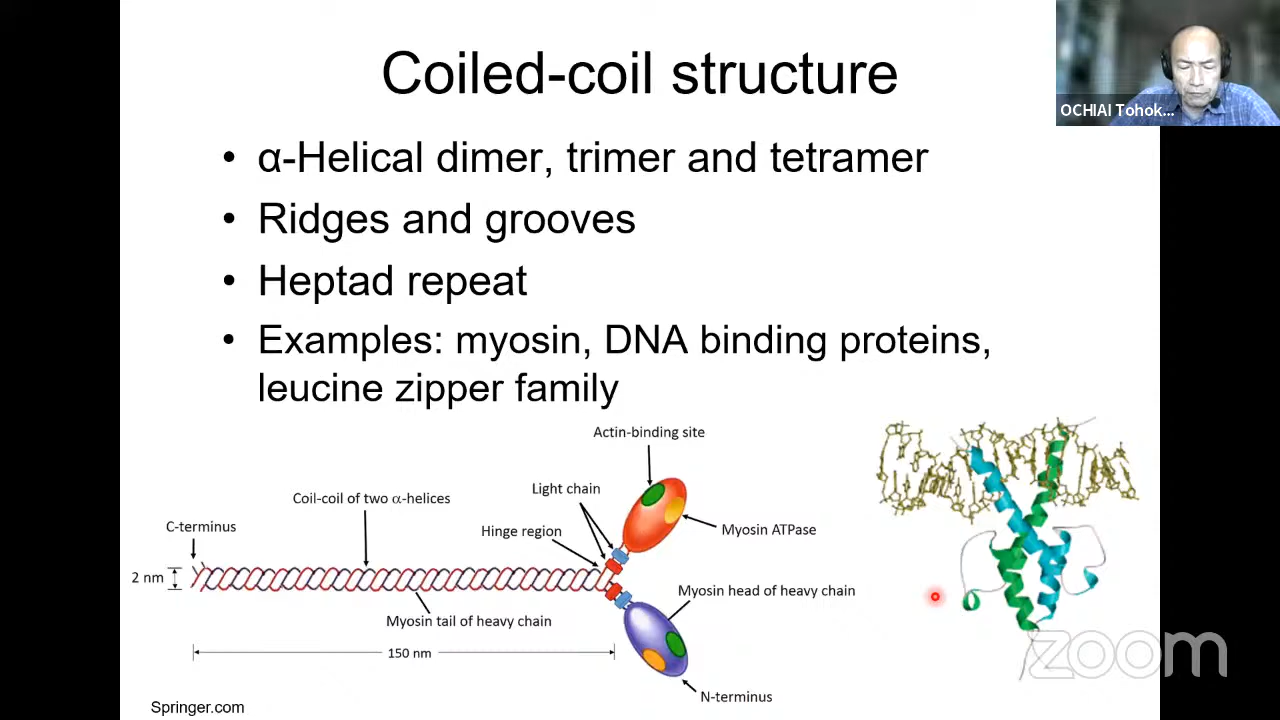 Coiled-coil structure
OCHIAI Tohok...
• α-Helical dimer, trimer and tetramer
• Ridges and grooves
• Heptad repeat
• Examples: myosin, DNA binding proteins,
leucine zipper family
Actin-binding site
Light chain
Coil-coil of two α-helices
C-terminus
Hinge region
Myosin ATPase
2 nm
Myosin head of heavy chain
Myosin tail of heavy chain
150 nm
N-terminus
zoom
Springer.com